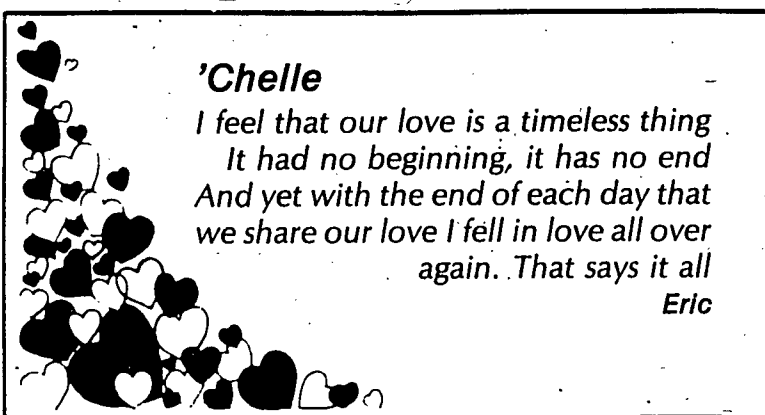 'Chelle
I feel that our love is a timeless thing
It had no beginning, it has no end
And yet with the end of each day that
we share our love I fell in love all over
again. That says it all
Eric